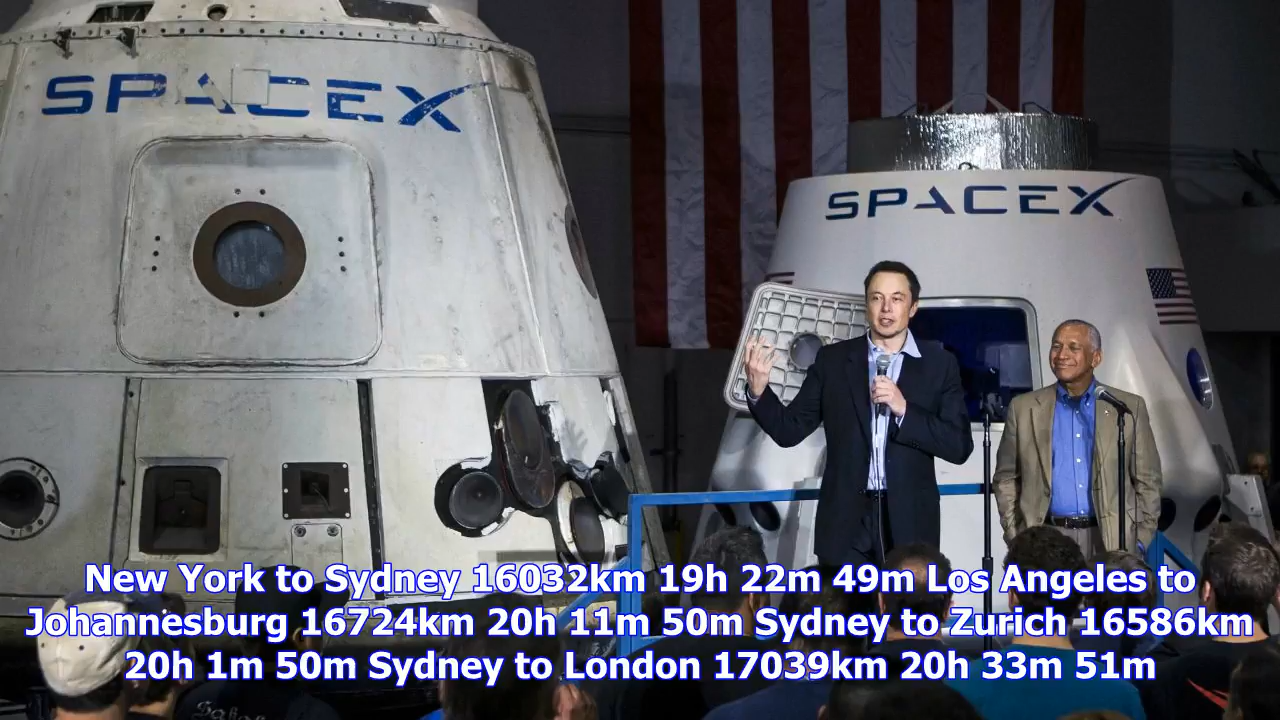 SPACEX
SPACEX
New York to Sydney 16032km 19h 22m 49m Los Angeles to
Johannesburg 16724km 20h 11m 50m Sydney to Zurich 16586km
20h 1m 50m Sydney to London 17039km 20h 33m 51m